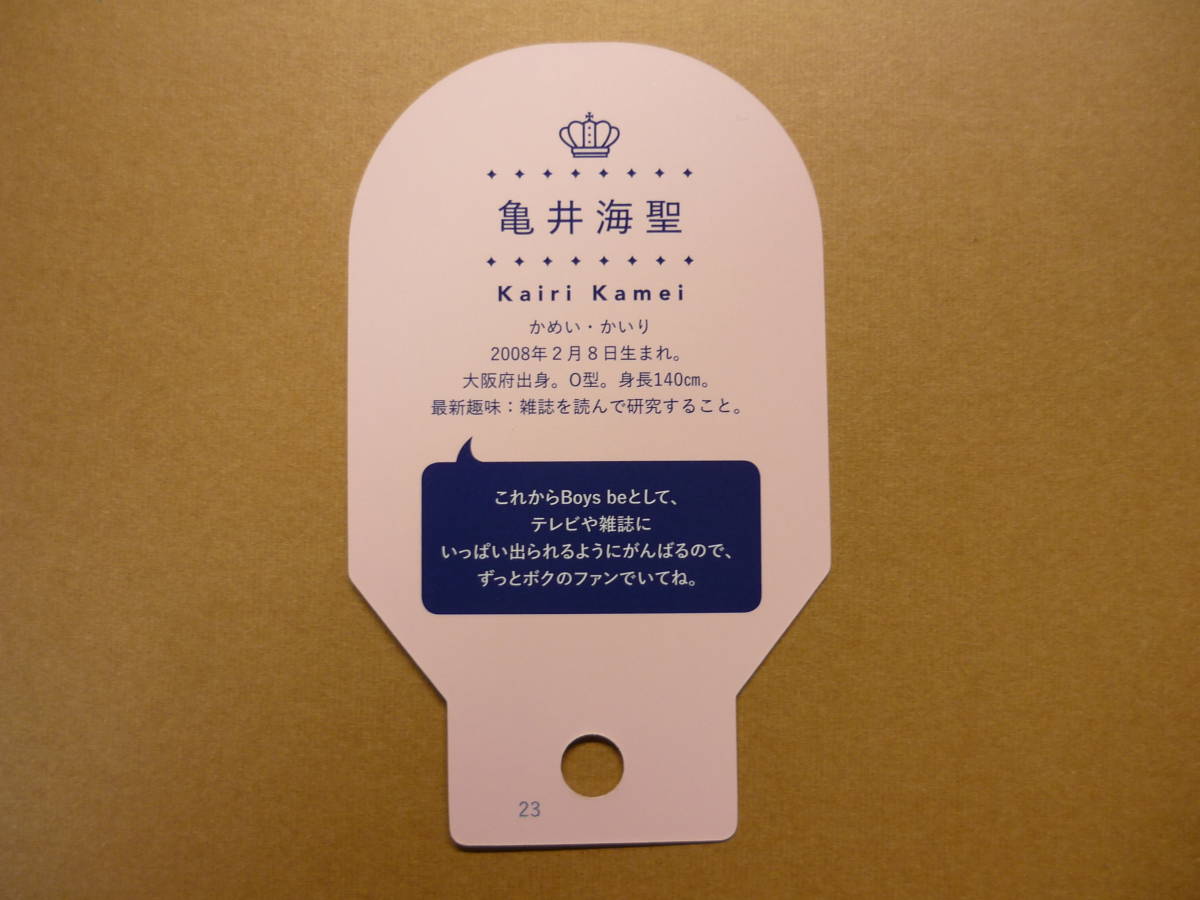 亀井海聖
Kairi Kamei
かめい・かいり
2008年2月8日生まれ。
大阪府出身。O型。身長140㎝。
最新趣味：雑誌を読んで研究すること。
これからBoys beとして、
テレビや雑誌に
いっぱい出られるようにがんばるので、
ずっとボクのファンでいてね。
23